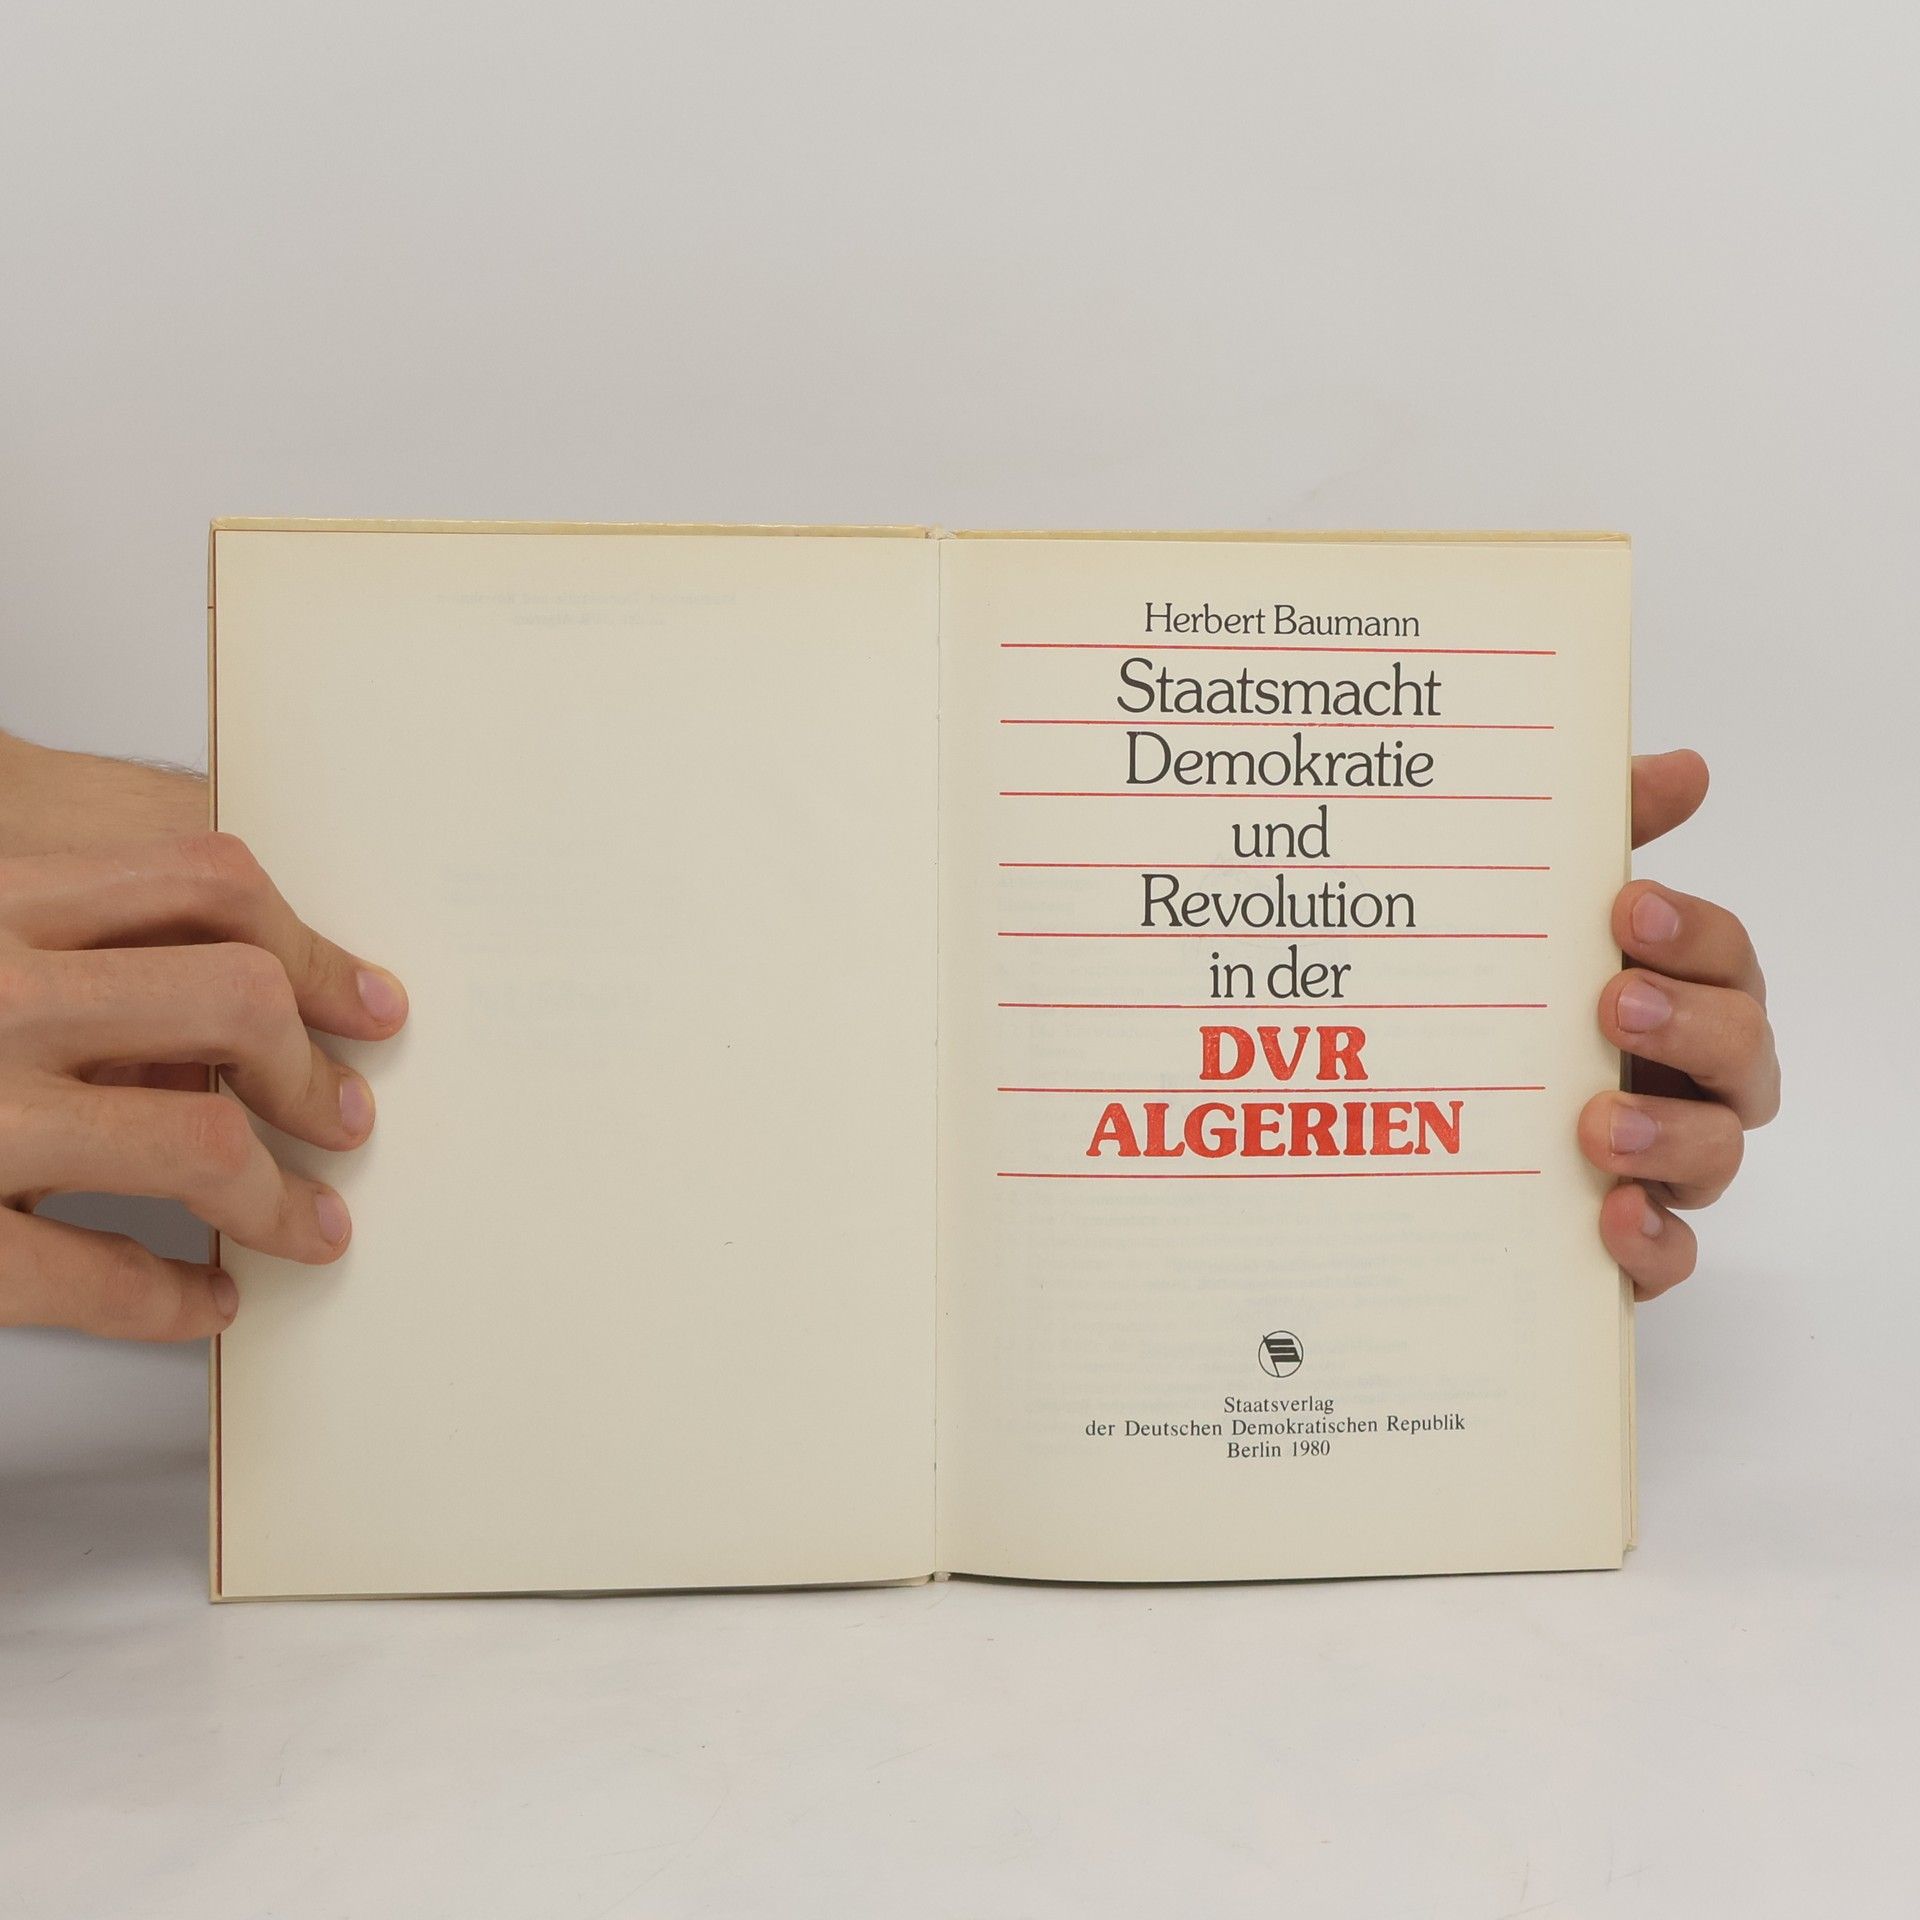 Herbert Baumann
Staatsmacht
Demokratie
und
Revolution
in der
DVR
ALGERIEN
Staatsverlag
der Deutschen Demokratischen Republik
Berlin 1980